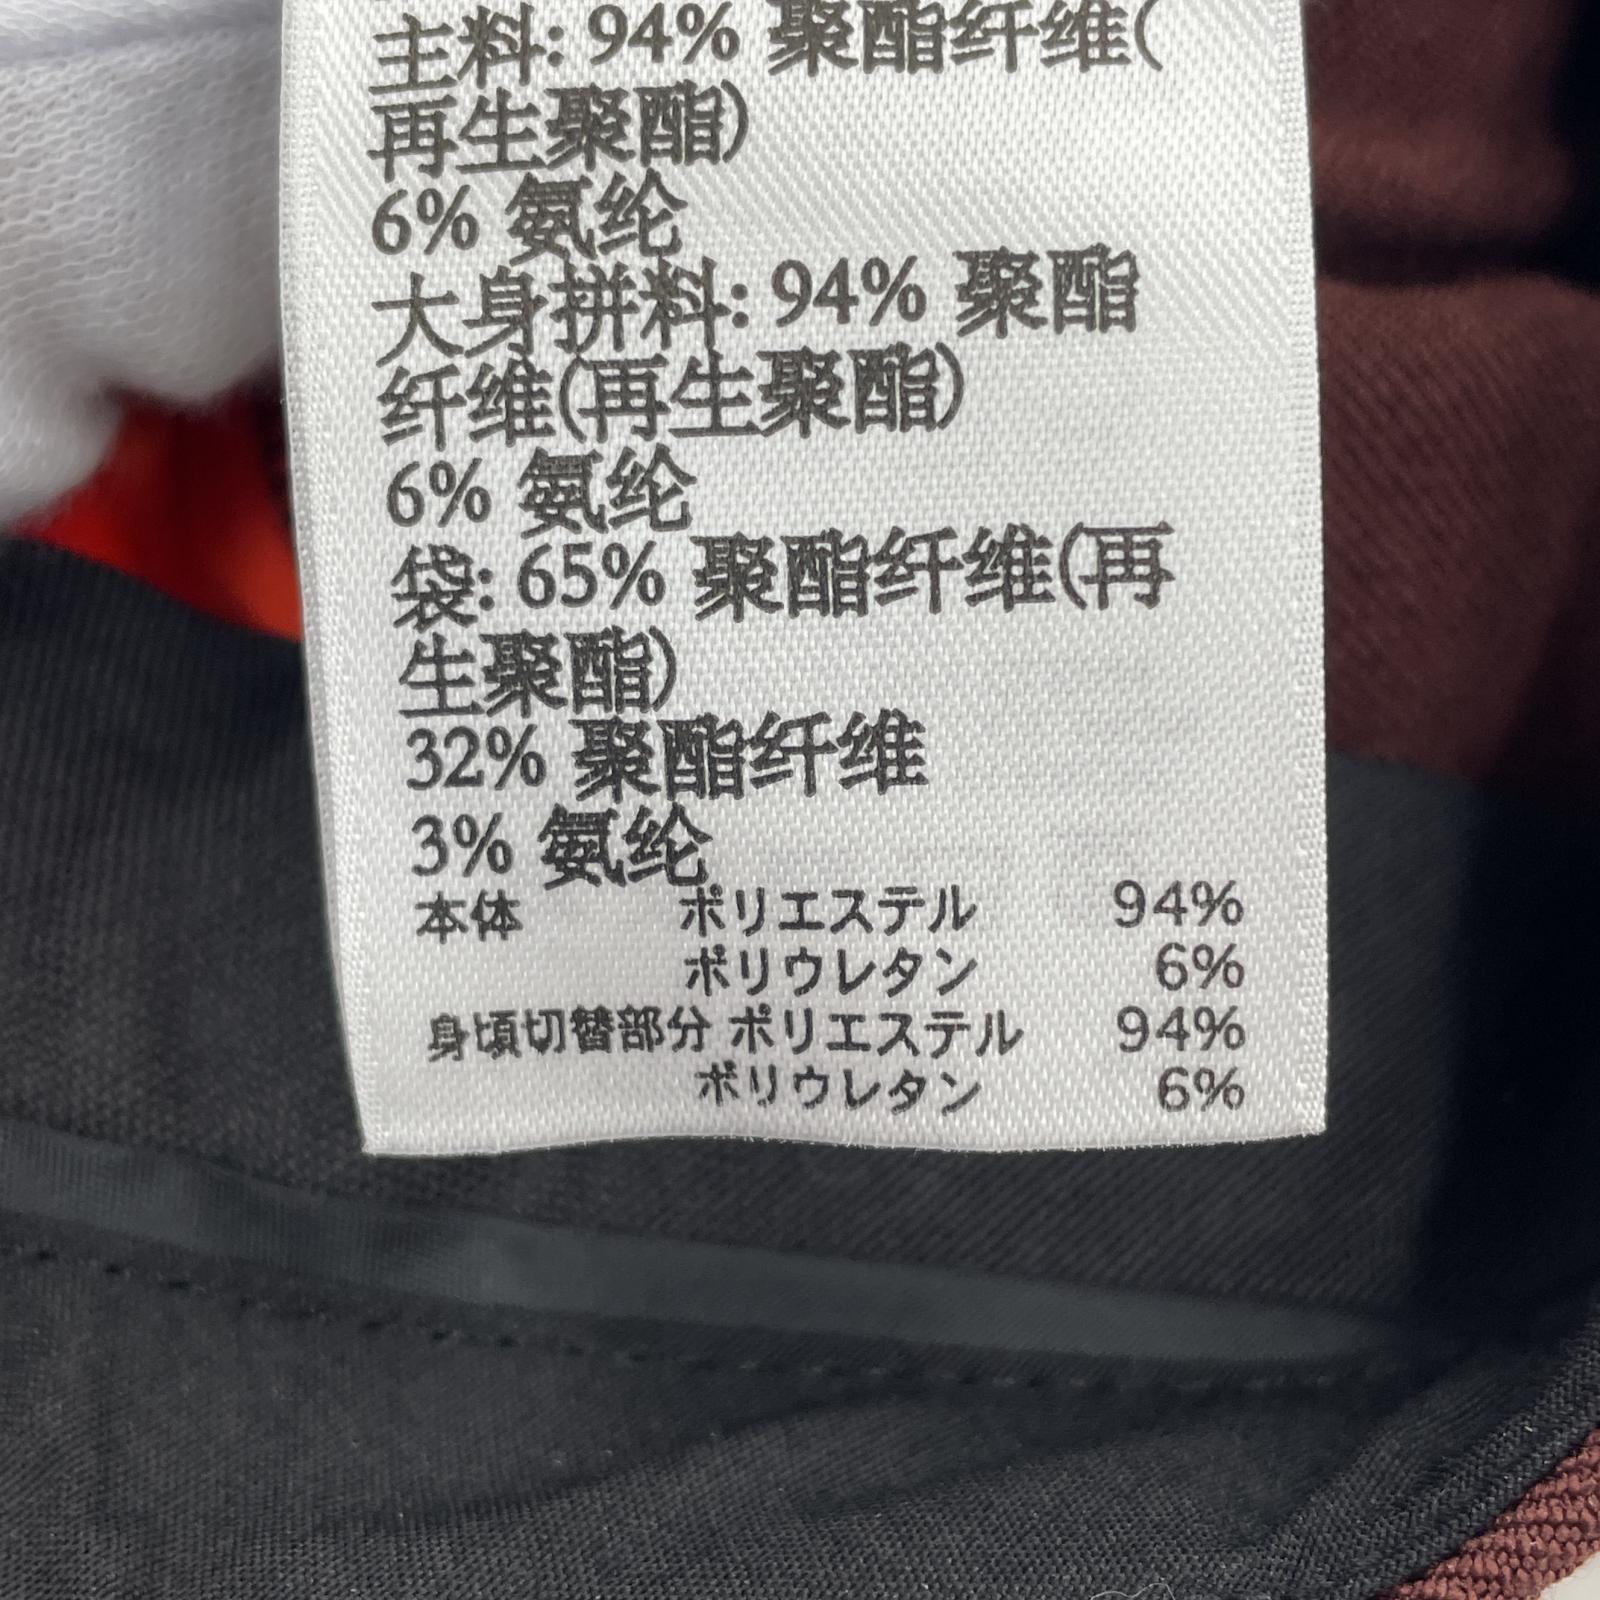 主料: 94% 聚酯纤维(
再生聚酯)
6% 氨纶
大身拼料: 94% 聚酯
纤维(再生聚酯)
6% 氨纶
袋: 65% 聚酯纤维(再
生聚酯)
32% 聚酯纤维
3% 氨纶
本体 ポリエステル 94%
ポリウレタン 6%
身頃切替部分 ポリエステル 94%
ポリウレタン 6%